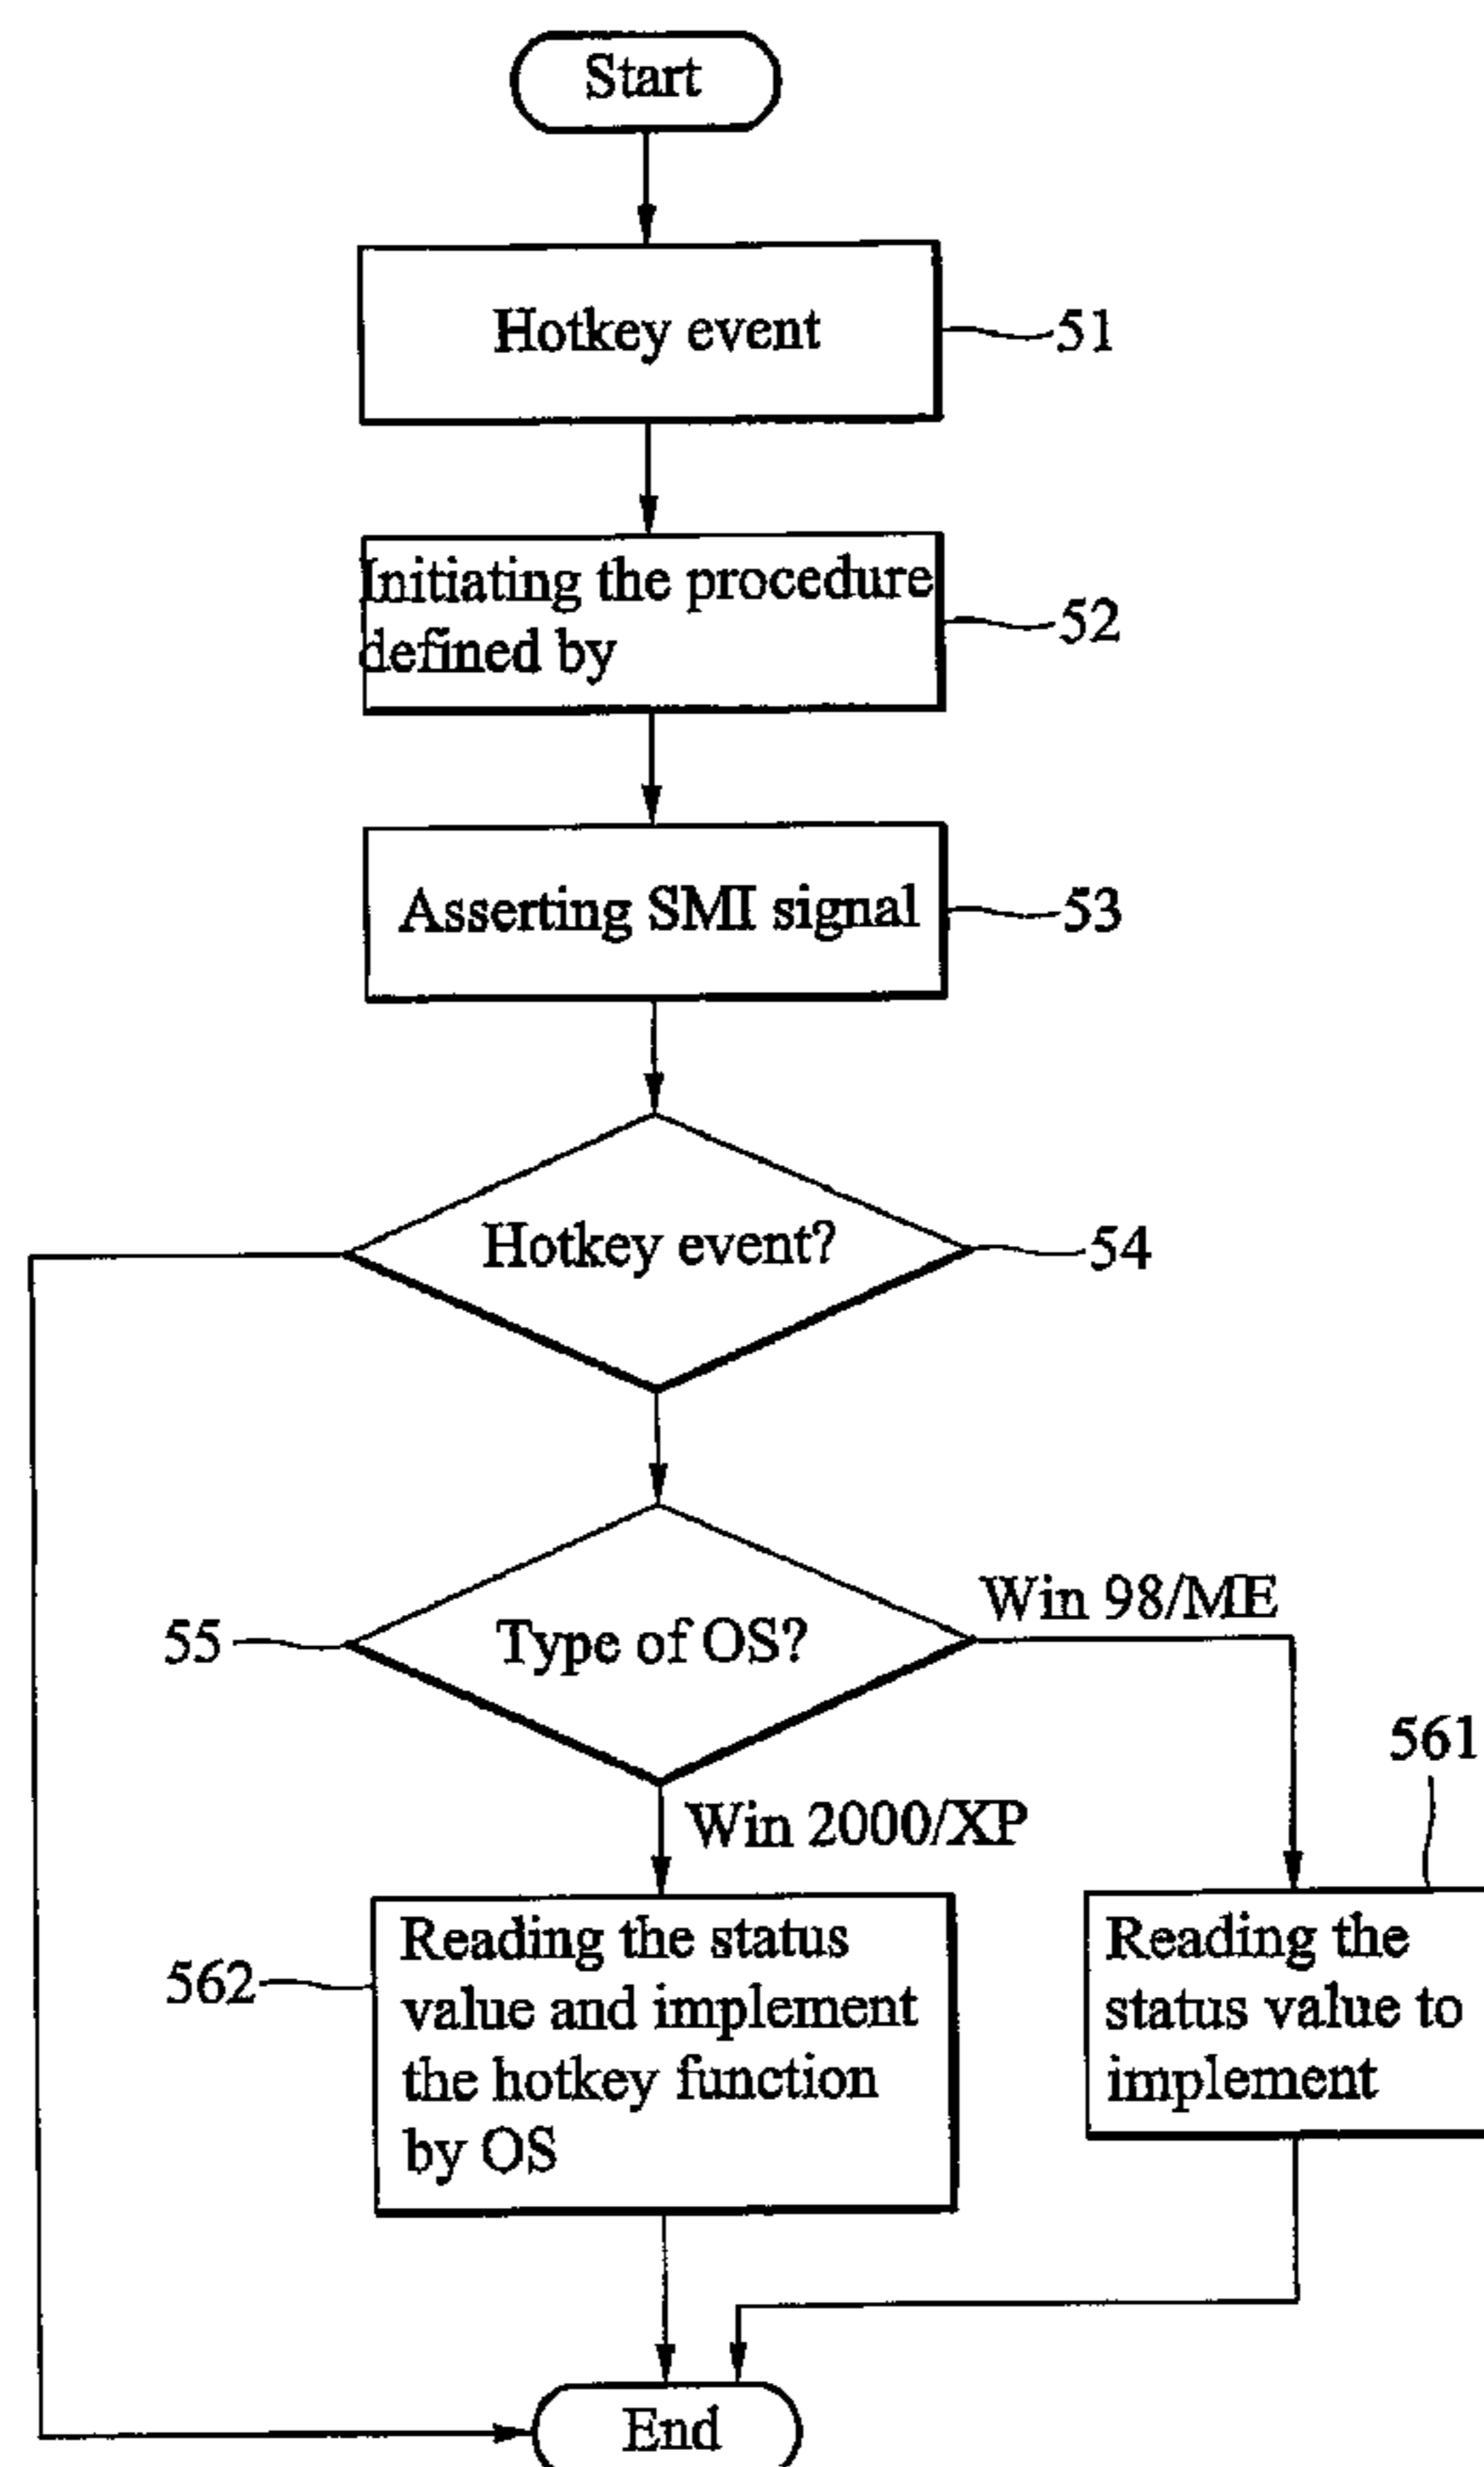 Start
Hotkey event
51
Initiating the procedure
defined by
52
Asserting SMI signal
53
Hotkey event?
54
Type of OS?
55
Win 98/ME
561
Win 2000/XP
Reading the status
value and implement
the hotkey function
by OS
562
Reading the
status value to
implement
End